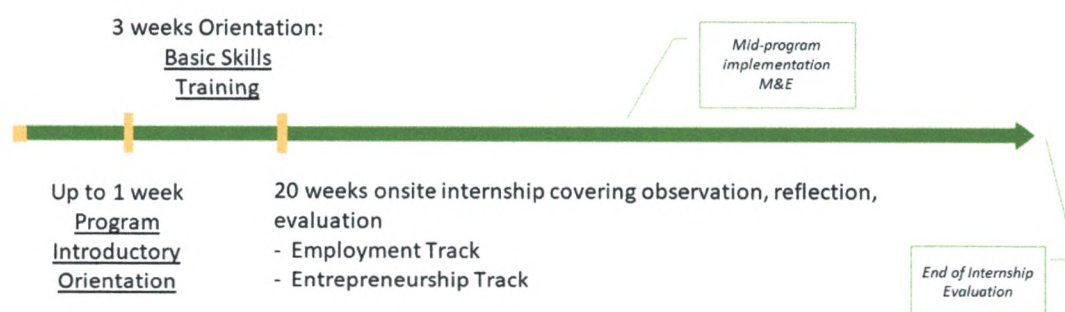 3 weeks Orientation:
Basic Skills
Training
Mid-program
implementation
M&E
Up to 1 week
Program
Introductory
Orientation
20 weeks onsite internship covering observation, reflection,
evaluation
- Employment Track
- Entrepreneurship Track
End of Internship
Evaluation